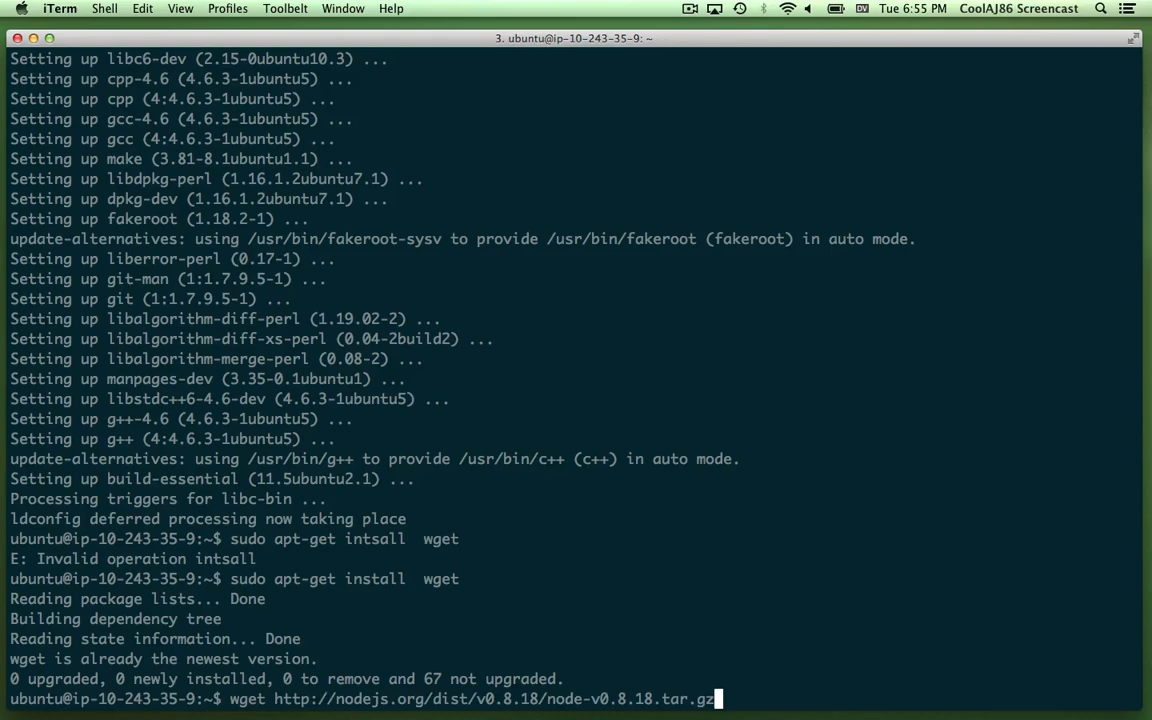 iTerm Shell Edit View Profiles Toolbelt Window Help DV Tue 6:55 PM CoolAJ86 Screencast
3. ubuntu@ip-10-243-35-9: ~
Setting up libc6-dev (2.15-0ubuntu10.3) ...
Setting up cpp-4.6 (4.6.3-1ubuntu5) ...
Setting up cpp (4:4.6.3-1ubuntu5) ...
Setting up gcc-4.6 (4.6.3-1ubuntu5) ...
Setting up gcc (4:4.6.3-1ubuntu5) ...
Setting up make (3.81-8.1ubuntu1.1) ...
Setting up libdpkg-perl (1.16.1.2ubuntu7.1) ...
Setting up dpkg-dev (1.16.1.2ubuntu7.1) ...
Setting up fakeroot (1.18.2-1) ...
update-alternatives: using /usr/bin/fakeroot-sysv to provide /usr/bin/fakeroot (fakeroot) in auto mode.
Setting up liberror-perl (0.17-1) ...
Setting up git-man (1:1.7.9.5-1) ...
Setting up git (1:1.7.9.5-1) ...
Setting up libalgorithm-diff-perl (1.19.02-2) ...
Setting up libalgorithm-diff-xs-perl (0.04-2build2) ...
Setting up libalgorithm-merge-perl (0.08-2) ...
Setting up manpages-dev (3.35-0.1ubuntu1) ...
Setting up libstdc++6-4.6-dev (4.6.3-1ubuntu5) ...
Setting up g++-4.6 (4.6.3-1ubuntu5) ...
Setting up g++ (4:4.6.3-1ubuntu5) ...
update-alternatives: using /usr/bin/g++ to provide /usr/bin/c++ (c++) in auto mode.
Setting up build-essential (11.5ubuntu2.1) ...
Processing triggers for libc-bin ...
ldconfig deferred processing now taking place
ubuntu@ip-10-243-35-9:~$ sudo apt-get intsall  wget
E: Invalid operation intsall
ubuntu@ip-10-243-35-9:~$ sudo apt-get install  wget
Reading package lists... Done
Building dependency tree
Reading state information... Done
wget is already the newest version.
0 upgraded, 0 newly installed, 0 to remove and 67 not upgraded.
ubuntu@ip-10-243-35-9:~$ wget http://nodejs.org/dist/v0.8.18/node-v0.8.18.tar.gz